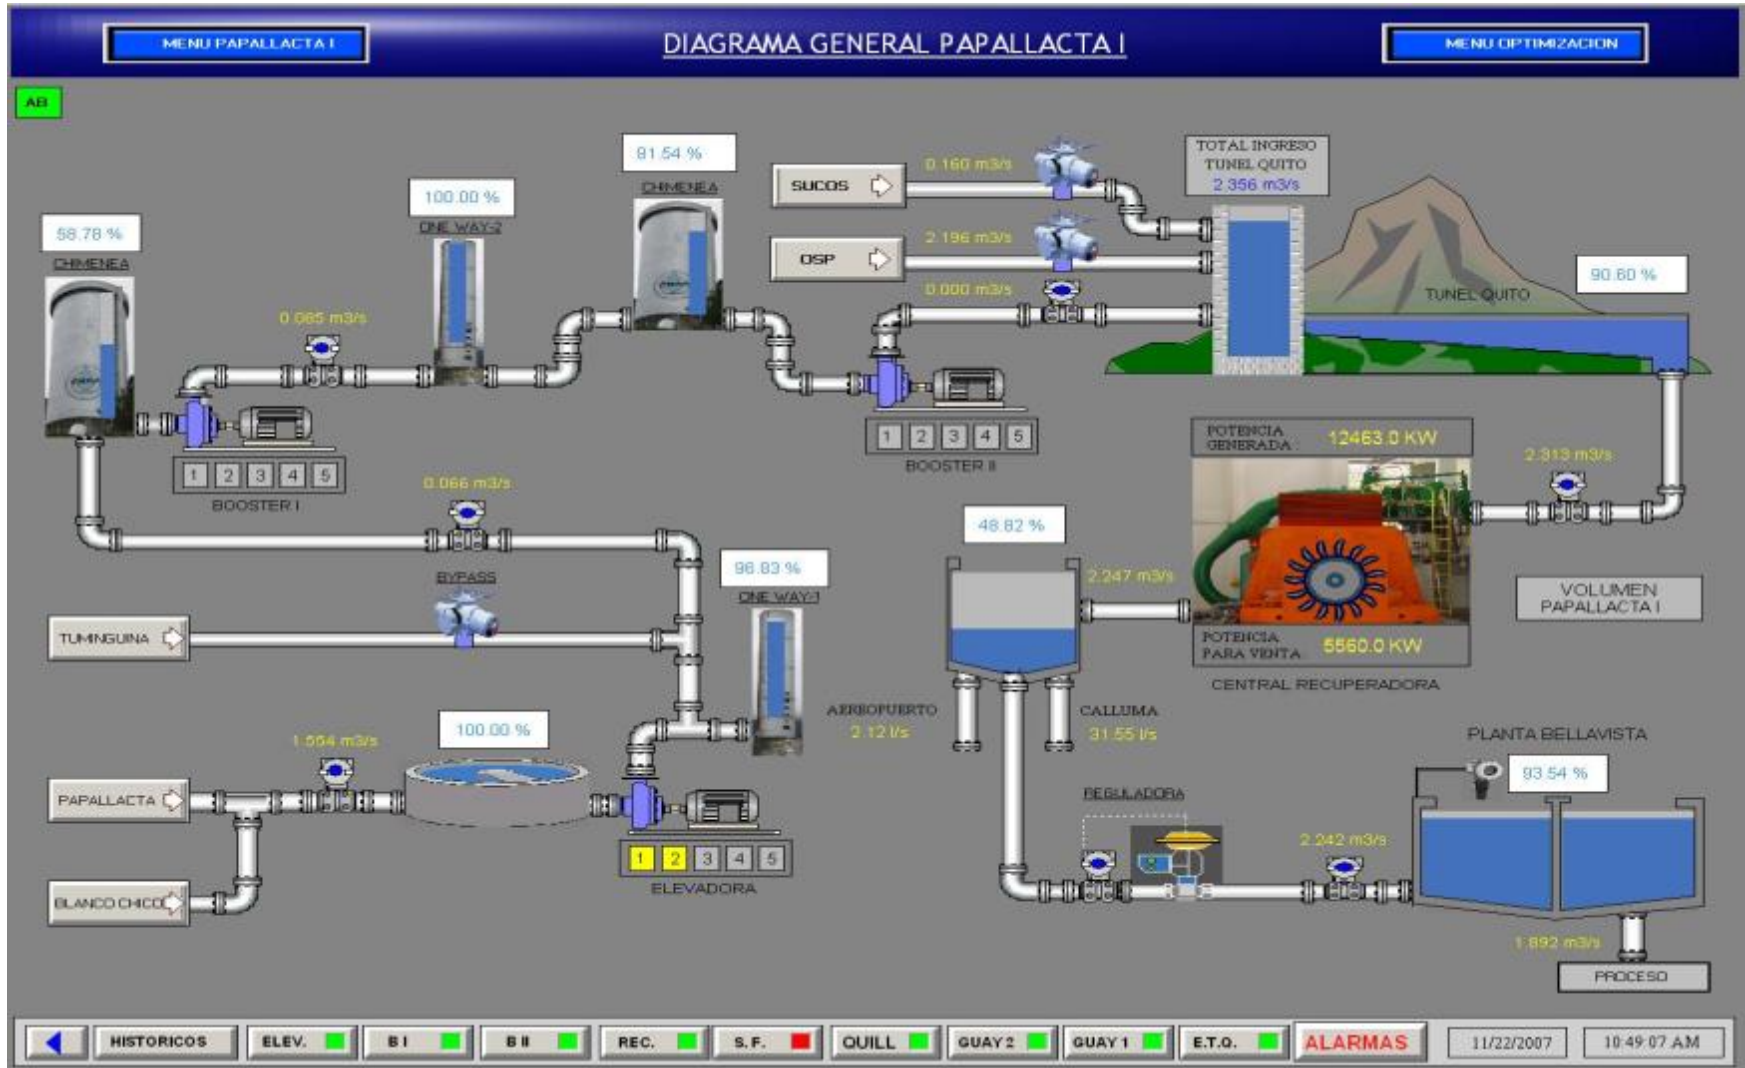 MENU PAPALLACTA I
DIAGRAMA GENERAL PAPALLACTA I
MENU OPTIMIZACION
AB
58.78 %
CHIMENEA
0.065 m3/s
100.00 %
ONE WAY-2
81.54 %
CHIMENEA
SUCOS
0.160 m3/s
OSP
2.196 m3/s
0.000 m3/s
TOTAL INGRESO
TUNEL QUITO
2.356 m3/s
TUNEL QUITO
90.60 %
1 2 3 4 5
BOOSTER I
1 2 3 4 5
BOOSTER II
0.066 m3/s
BYPASS
TUMINGUINA
96.83 %
ONE WAY-1
48.82 %
2.247 m3/s
POTENCIA
GENERADA :
12463.0 KW
2.313 m3/s
POTENCIA
PARA VENTA :
5560.0 KW
CENTRAL RECUPERADORA
VOLUMEN
PAPALLACTA I
AEREOPUERTO
2.12 l/s
CALLUMA
31.55 l/s
PAPALLACTA
1.554 m3/s
100.00 %
BLANCO CHICO
1 2 3 4 5
ELEVADORA
REGULADORA
2.242 m3/s
PLANTA BELLAVISTA
93.54 %
1.892 m3/s
PROCESO
HISTORICOS
ELEV.
B I
B II
REC.
S. F.
QUILL
GUAY 2
GUAY 1
E.T.Q.
ALARMAS
11/22/2007
10:49:07 AM